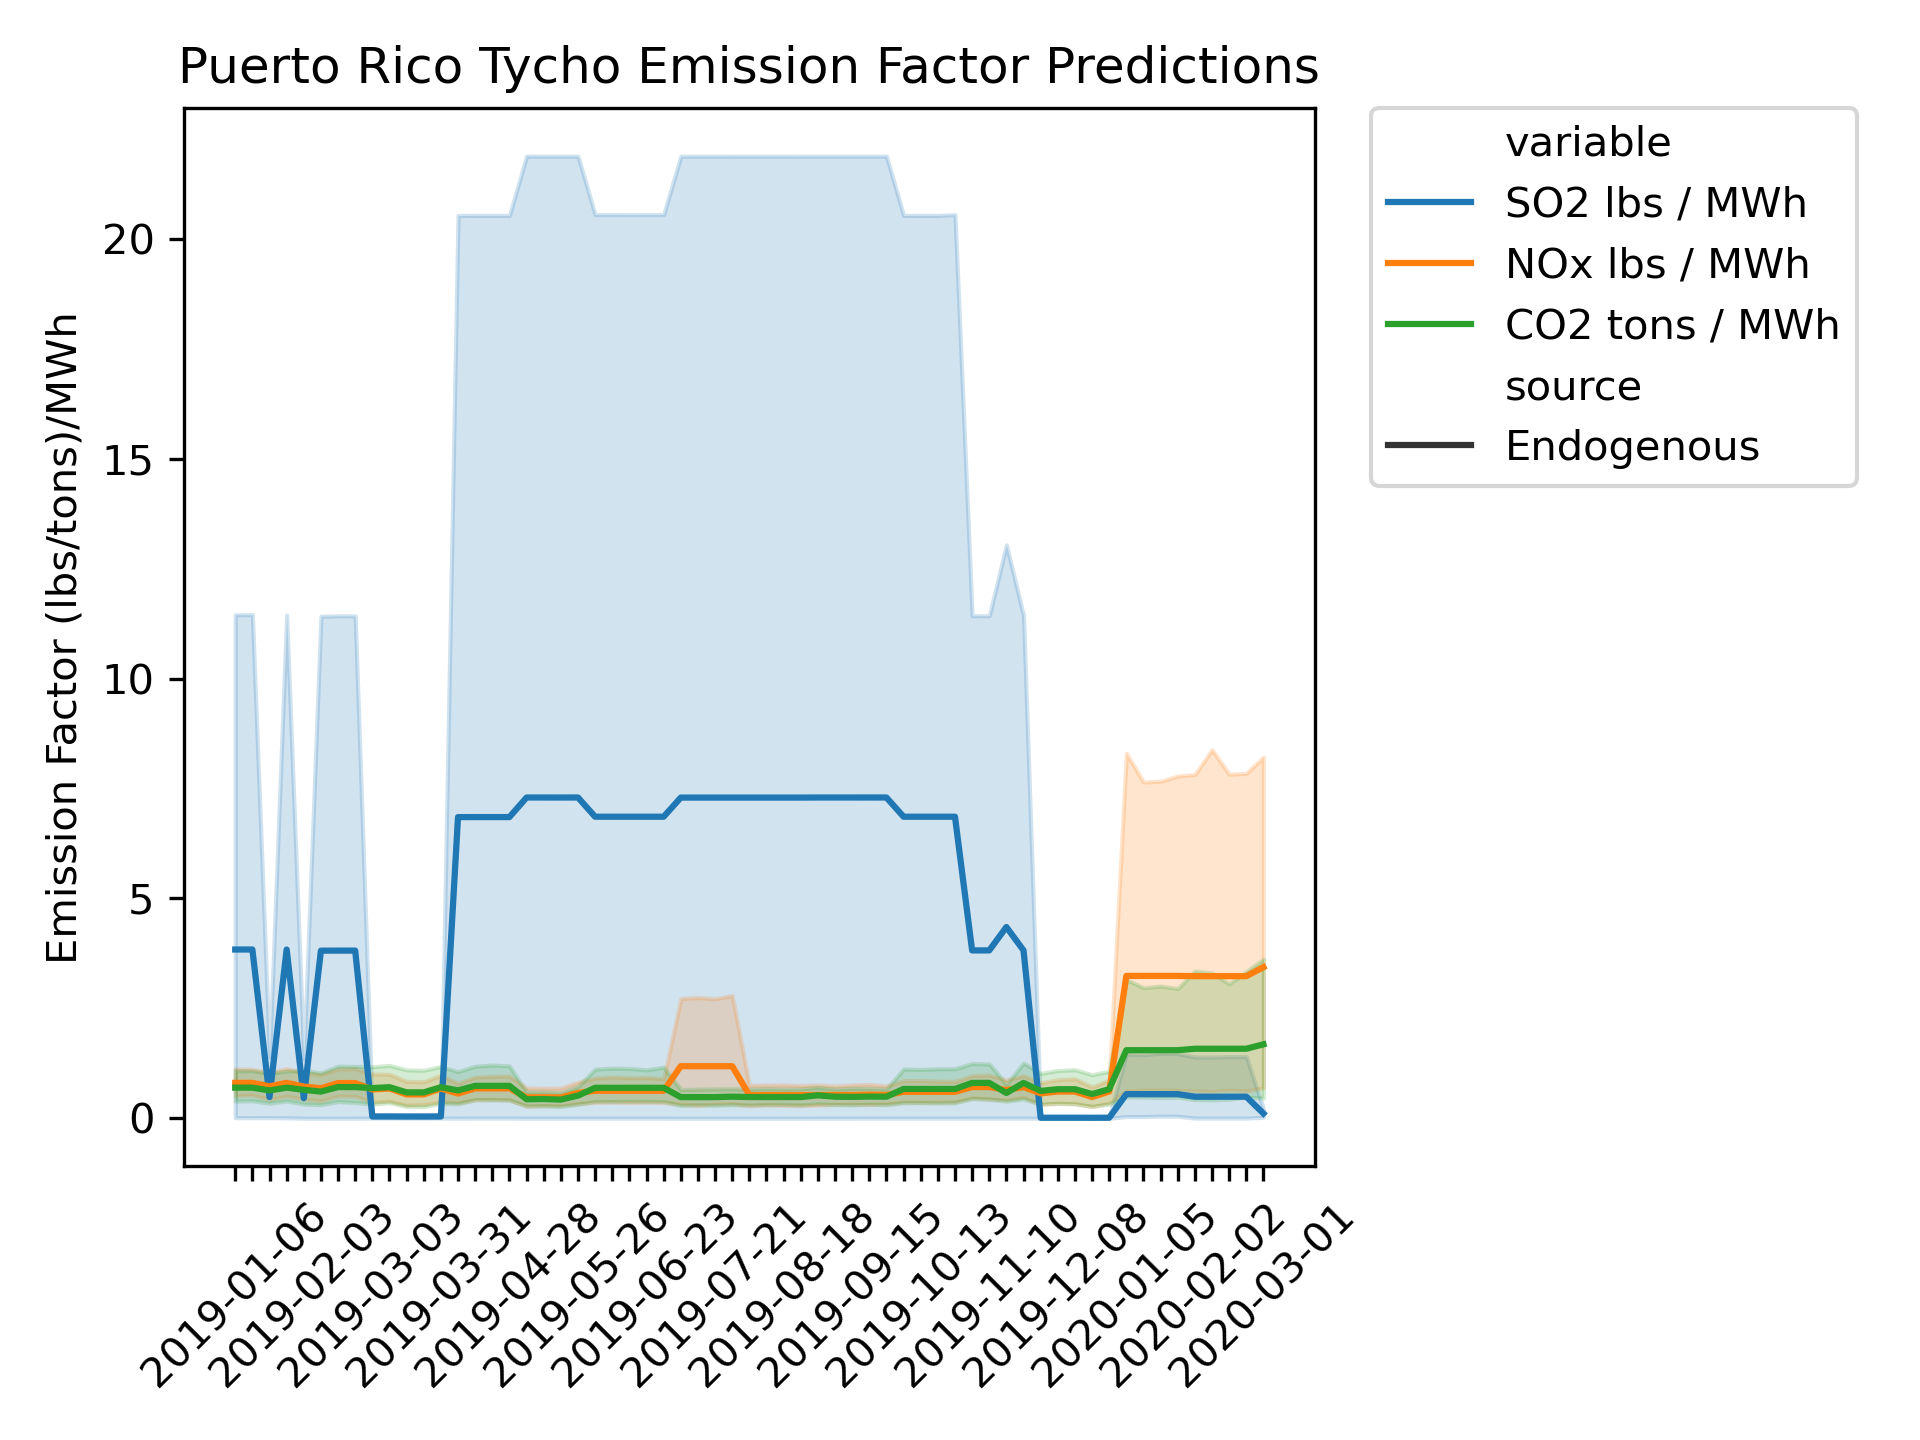 Puerto Rico Tycho Emission Factor Predictions
Emission Factor (lbs/tons)/MWh
20
15
10
5
0
2019-01-06
2019-02-03
2019-03-03
2019-03-31
2019-04-28
2019-05-26
2019-06-23
2019-07-21
2019-08-18
2019-09-15
2019-10-13
2019-11-10
2019-12-08
2020-01-05
2020-02-02
2020-03-01
variable
SO2 lbs / MWh
NOx lbs / MWh
CO2 tons / MWh
source
Endogenous